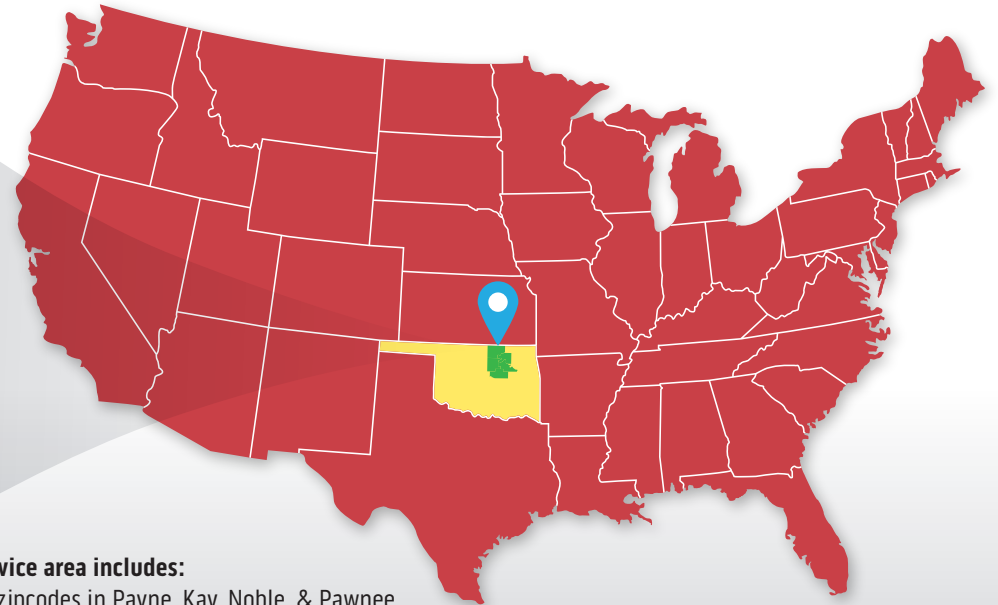 vice area includes:
zipcodes in Payne, Kay, Noble, & Pawnee